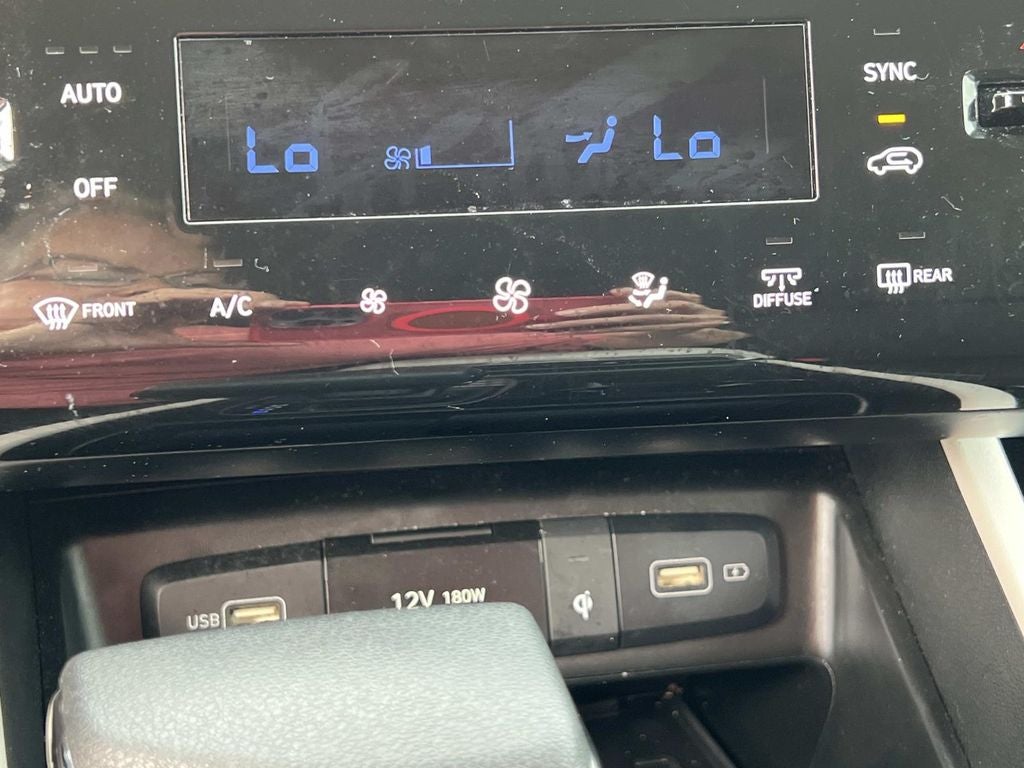 AUTO
SYNC
Lo
Lo
OFF
FRONT
A/C
DIFFUSE
REAR
USB
12V 180W